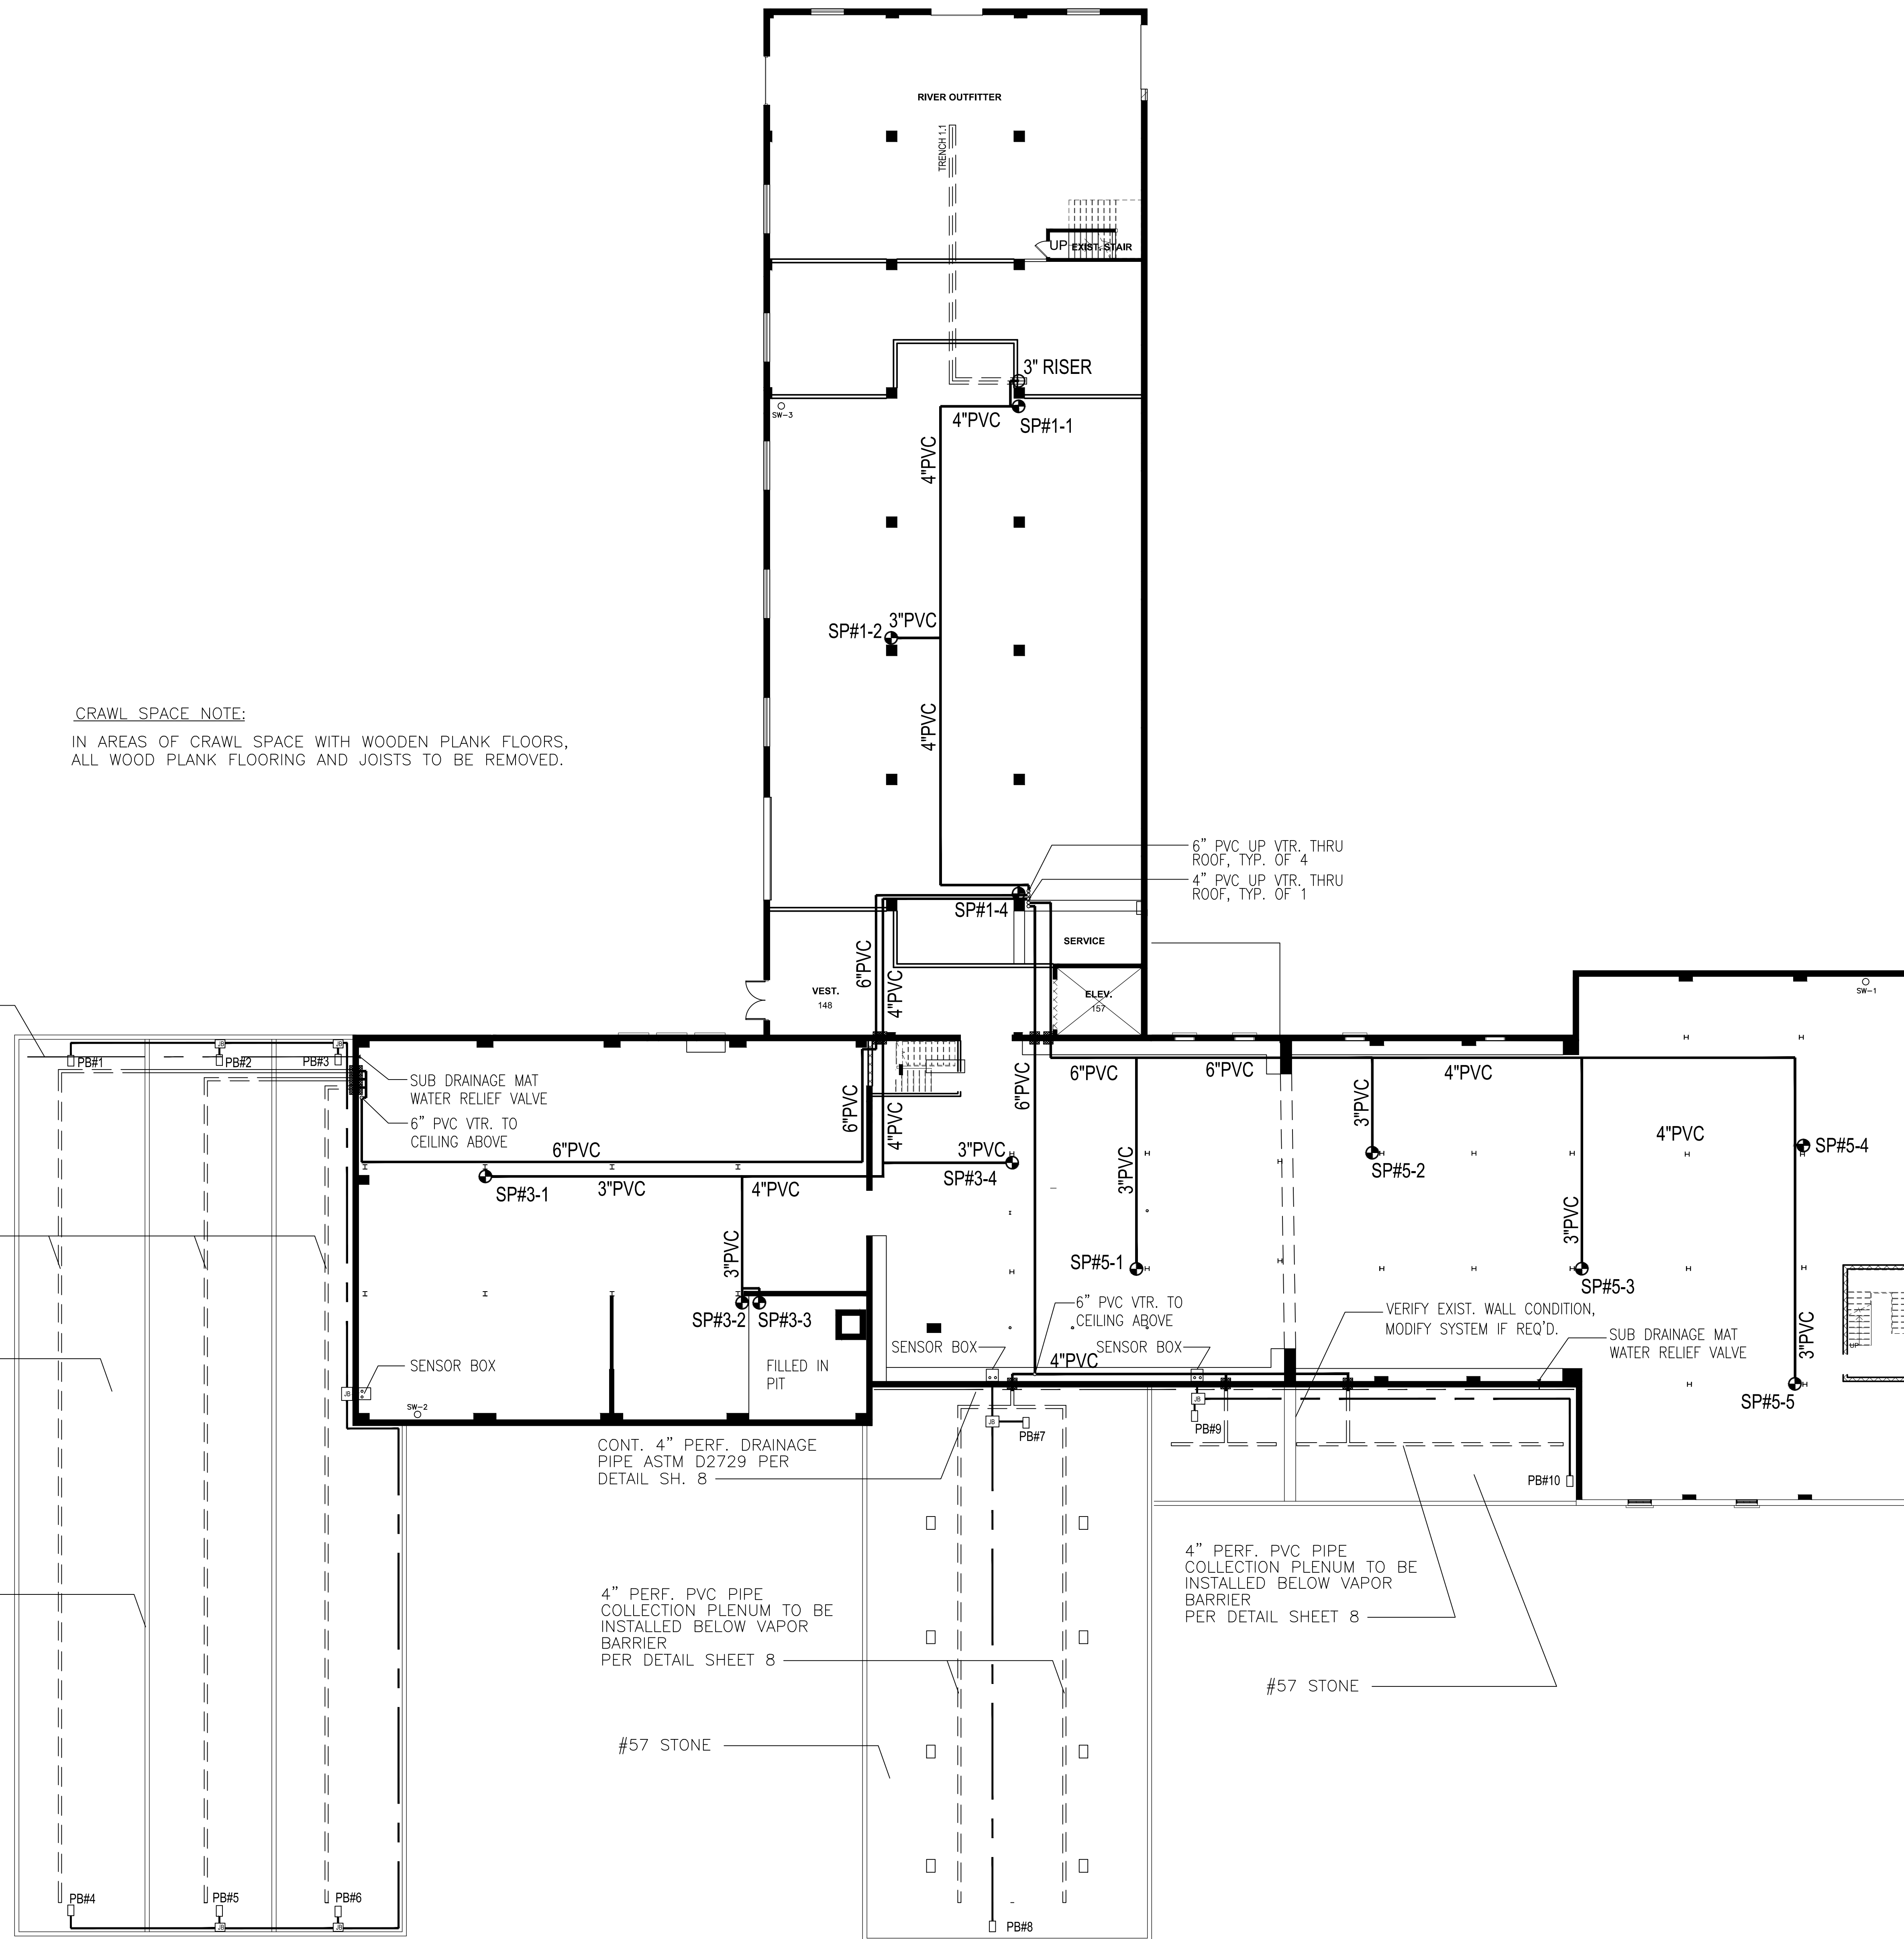 RIVER OUTFITTER
TRENCH 1.1
UP
EXIST. STAIR
3" RISER
SW-3
4"PVC
SP#1-1
4"PVC
3"PVC
SP#1-2
CRAWL SPACE NOTE:
IN AREAS OF CRAWL SPACE WITH WOODEN PLANK FLOORS,
ALL WOOD PLANK FLOORING AND JOISTS TO BE REMOVED.
4"PVC
6” PVC UP VTR. THRU
ROOF, TYP. OF 4
4” PVC UP VTR. THRU
ROOF, TYP. OF 1
SP#1-4
SERVICE
6"PVC
4"PVC
VEST.
148
ELEV.
157
SW-1
JB
JB
PB#1
PB#2
PB#3
SUB DRAINAGE MAT
WATER RELIEF VALVE
6” PVC VTR. TO
CEILING ABOVE
6"PVC
6"PVC
4"PVC
6"PVC
6"PVC
6"PVC
4"PVC
3"PVC
3"PVC
SP#3-4
3"PVC
SP#5-2
4"PVC
SP#5-4
SP#3-1
3"PVC
4"PVC
3"PVC
SP#5-1
3"PVC
SP#5-3
SP#3-2
SP#3-3
6” PVC VTR. TO
CEILING ABOVE
VERIFY EXIST. WALL CONDITION,
MODIFY SYSTEM IF REQ'D.
SUB DRAINAGE MAT
WATER RELIEF VALVE
3"PVC
UP
SENSOR BOX
SENSOR BOX
4"PVC
SENSOR BOX
FILLED IN
PIT
JB
SW-2
SP#5-5
JB
PB#7
JB
PB#9
PB#10
CONT. 4” PERF. DRAINAGE
PIPE ASTM D2729 PER
DETAIL SH. 8
4” PERF. PVC PIPE
COLLECTION PLENUM TO BE
INSTALLED BELOW VAPOR
BARRIER
PER DETAIL SHEET 8
4” PERF. PVC PIPE
COLLECTION PLENUM TO BE
INSTALLED BELOW VAPOR
BARRIER
PER DETAIL SHEET 8
#57 STONE
#57 STONE
PB#4
PB#5
PB#6
JB
JB
PB#8